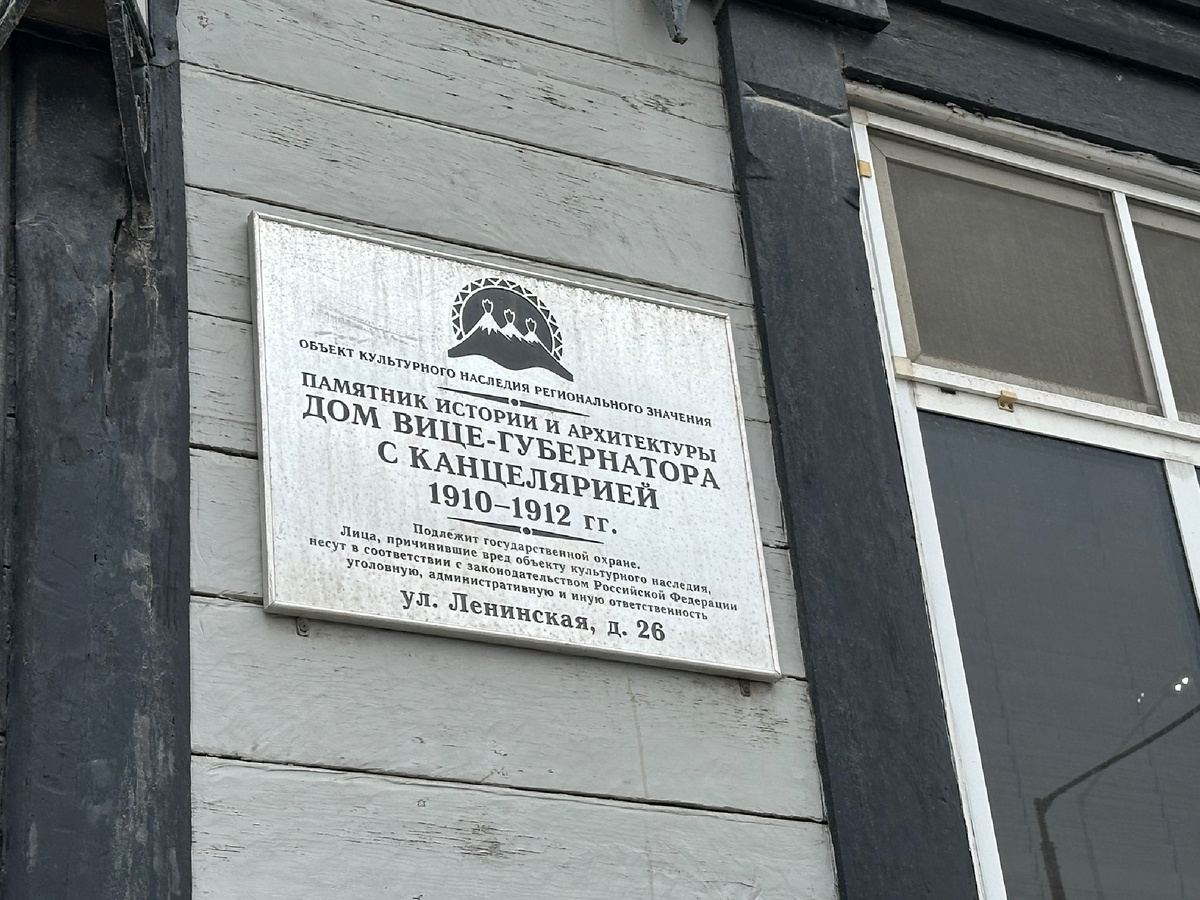 ОБЪЕКТ КУЛЬТУРНОГО НАСЛЕДИЯ РЕГИОНАЛЬНОГО ЗНАЧЕНИЯ
ПАМЯТНИК ИСТОРИИ И АРХИТЕКТУРЫ
ДОМ ВИЦЕ-ГУБЕРНАТОРА
С КАНЦЕЛЯРИЕЙ
1910–1912 гг.
Подлежит государственной охране.
Лица, причинившие вред объекту культурного наследия,
несут в соответствии с законодательством Российской Федерации
уголовную, административную и иную ответственность
ул. Ленинская, д. 26